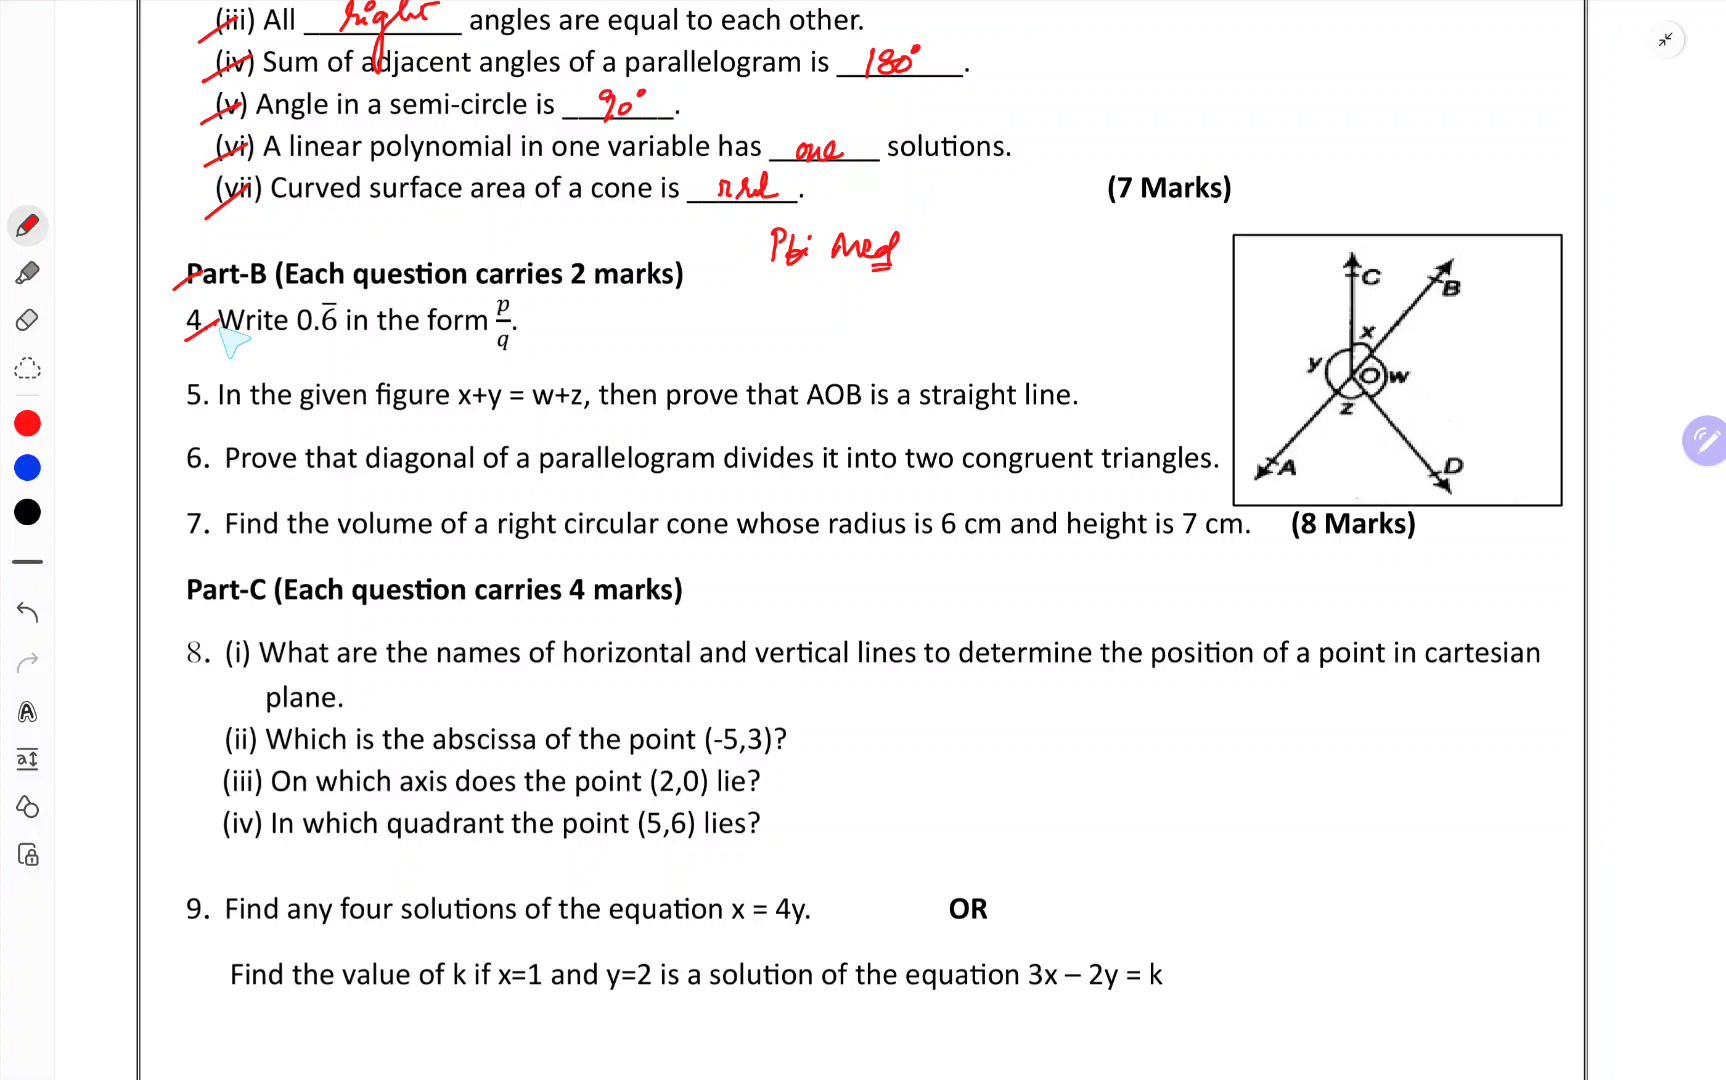 (iii) All right angles are equal to each other.
(iv) Sum of adjacent angles of a parallelogram is 180°.
(v) Angle in a semi-circle is 90°.
(vi) A linear polynomial in one variable has one solutions.
(vii) Curved surface area of a cone is πrl. (7 Marks)
Pbi Med
Part-B (Each question carries 2 marks)
4. Write 0.6̅ in the form p/q.
5. In the given figure x+y = w+z, then prove that AOB is a straight line.
6. Prove that diagonal of a parallelogram divides it into two congruent triangles.
7. Find the volume of a right circular cone whose radius is 6 cm and height is 7 cm. (8 Marks)
C
B
x
y
O
w
z
A
D
Part-C (Each question carries 4 marks)
8. (i) What are the names of horizontal and vertical lines to determine the position of a point in cartesian
plane.
(ii) Which is the abscissa of the point (-5,3)?
(iii) On which axis does the point (2,0) lie?
(iv) In which quadrant the point (5,6) lies?
9. Find any four solutions of the equation x = 4y. OR
Find the value of k if x=1 and y=2 is a solution of the equation 3x – 2y = k